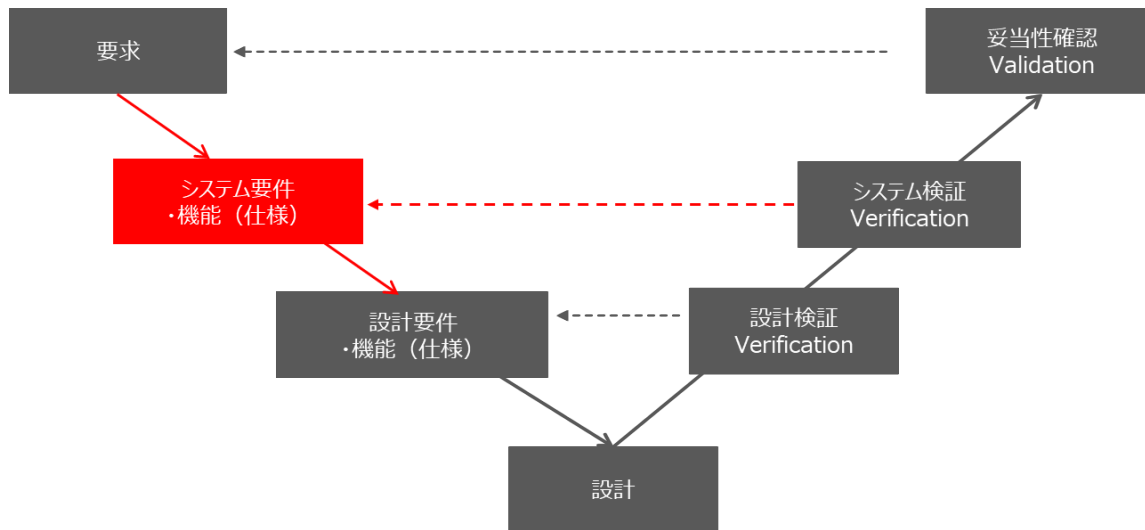 要求
妥当性確認
Validation
システム要件
・機能（仕様）
システム検証
Verification
設計要件
・機能（仕様）
設計検証
Verification
設計